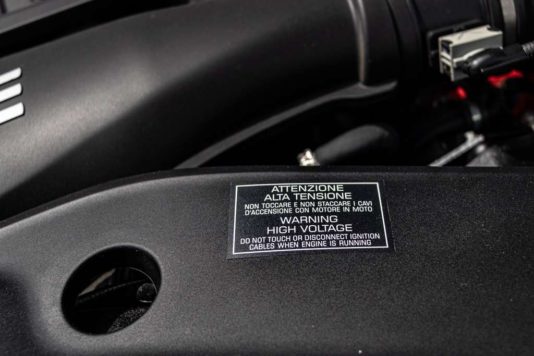 ATTENZIONE
ALTA TENSIONE
NON TOCCARE E NON STACCARE I CAVI
D'ACCENSIONE CON MOTORE IN MOTO
WARNING
HIGH VOLTAGE
DO NOT TOUCH OR DISCONNECT IGNITION
CABLES WHEN ENGINE IS RUNNING